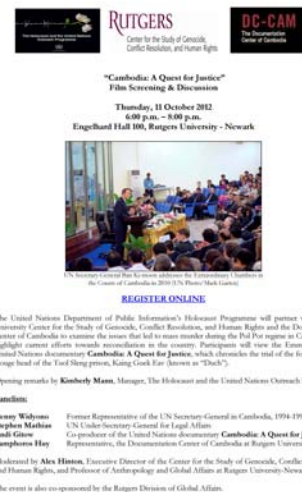 RUTGERS
Center for the Study of Genocide,
Conflict Resolution, and Human Rights
DC-CAM
The Documentation
Center of Cambodia
"Cambodia: A Quest for Justice"
Film Screening & Discussion
Thursday, 11 October 2012
6:00 p.m. – 8:00 p.m.
Engelhard Hall 100, Rutgers University - Newark
UN Secretary-General Ban Ki-moon addresses the Extraordinary Chambers in
the Courts of Cambodia in 2010 (UN Photo/Mark Garten)
REGISTER ONLINE
The United Nations Department of Public Information's Holocaust Programme will partner
University Center for the Study of Genocide, Conflict Resolution, and Human Rights and the
Center of Cambodia to examine the issues that led to mass murder during the Pol Pot regime in
highlight current efforts towards reconciliation in the country. Participants will view the
United Nations documentary Cambodia: A Quest for Justice, which chronicles the trial of the
head of the Tuol Sleng prison, Kaing Guek Eav (known as "Duch").
Opening remarks by Kimberly Mann, Manager, The Holocaust and the United Nations Outreach
Panelists:
Benny Widyono Former Representative of the UN Secretary-General in Cambodia,
Stephen Mathias UN Under-Secretary-General for Legal Affairs
Andi Gitow Co-producer of the United Nations documentary Cambodia: A Quest for
Representative, the Documentation Center of Cambodia at Rutgers
Moderated by Alex Hinton, Executive Director of the Center for the Study of Genocide,
and Human Rights, and Professor of Anthropology and Global Affairs at Rutgers
The event is also co-sponsored by the Rutgers Division of Global Affairs.